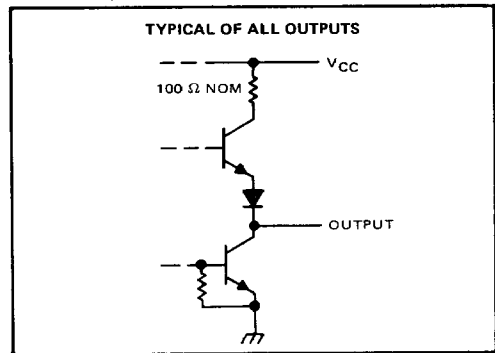 TYPICAL OF ALL OUTPUTS
VCC
100 Ω NOM
OUTPUT